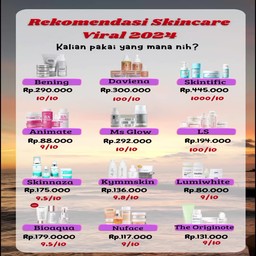 Rekomendasi Skincare
Viral 2024
Kalian pakai yang mana nih?
Bening
Rp.290.000
10/10
Daviena
Rp.300.000
100/10
Skintific
Rp.445.000
1000/10
Animate
Rp.88.000
9/10
Ms Glow
Rp.292.000
10/10
LS
Rp.194.000
100/10
Skinnaza
Rp.175.000
9.5/10
Kymmskin
Rp.136.000
9,8/10
Lumiwhite
Rp.80.000
9/10
Bioaqua
Rp.179.0000
9.5/10
Nuface
Rp.117.000
9/10
The Originote
Rp.131.000
9/10